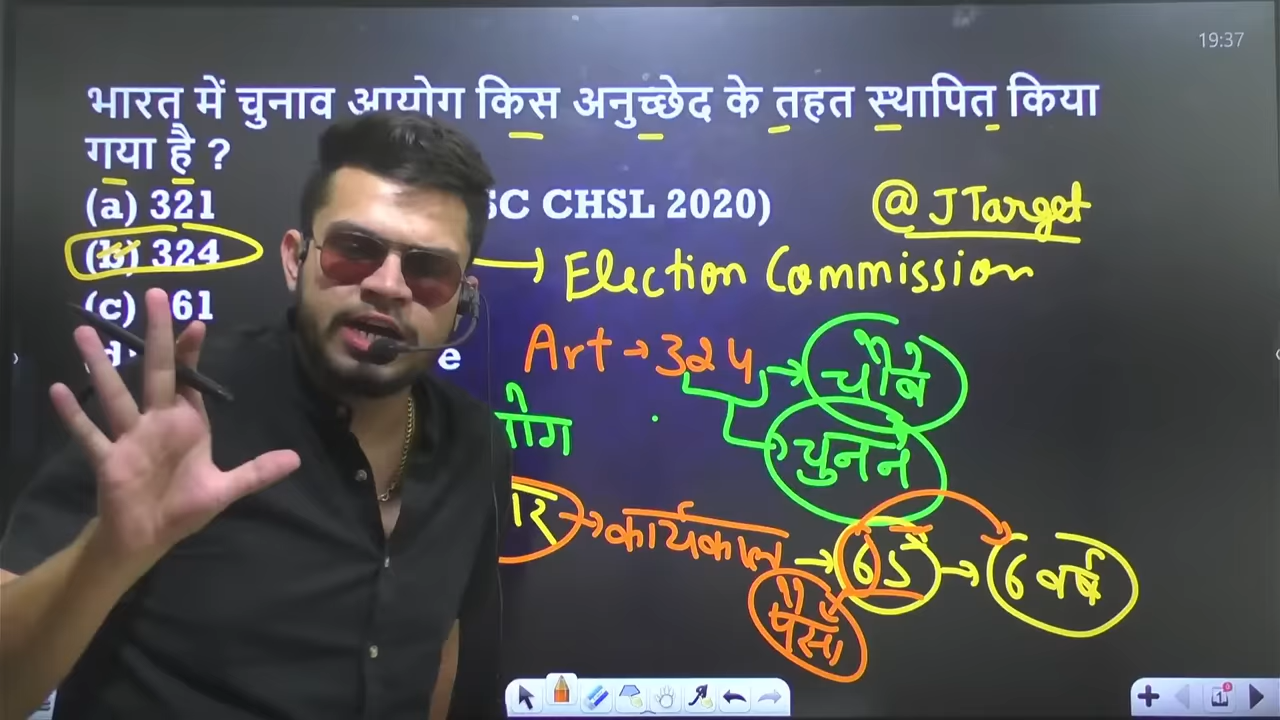 19:37
भारत में चुनाव आयोग किस अनुच्छेद के तहत स्थापित किया
गया है ?
(a) 321
SC CHSL 2020)
@JTarget
(b) 324
Election Commission
(c) 61
Art → 324 → चौबे
e
चुनने
कार्यकाल → 65 → 6 वर्ष
पैसे
1